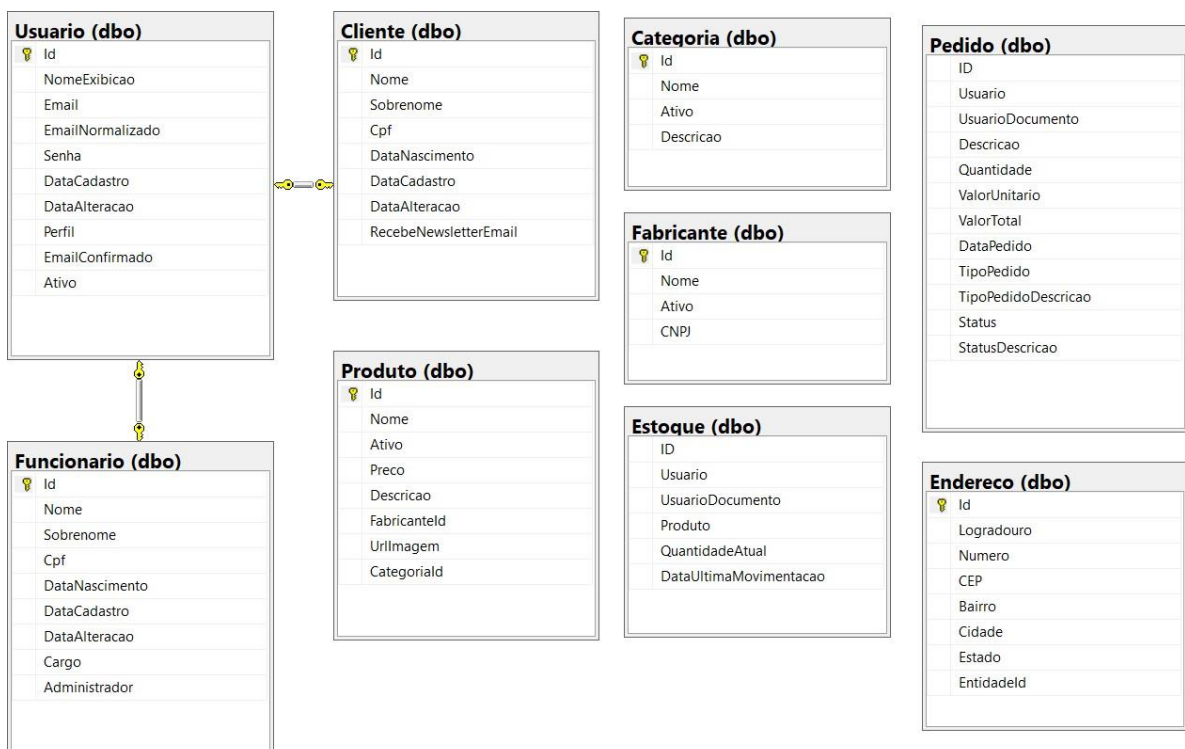 Usuario (dbo)
Id
NomeExibicao
Email
EmailNormalizado
Senha
DataCadastro
DataAlteracao
Perfil
EmailConfirmado
Ativo
Funcionario (dbo)
Id
Nome
Sobrenome
Cpf
DataNascimento
DataCadastro
DataAlteracao
Cargo
Administrador
Cliente (dbo)
Id
Nome
Sobrenome
Cpf
DataNascimento
DataCadastro
DataAlteracao
RecebeNewsletterEmail
Produto (dbo)
Id
Nome
Ativo
Preco
Descricao
FabricanteId
UrlImagem
CategoriaId
Categoria (dbo)
Id
Nome
Ativo
Descricao
Fabricante (dbo)
Id
Nome
Ativo
CNPJ
Estoque (dbo)
ID
Usuario
UsuarioDocumento
Produto
QuantidadeAtual
DataUltimaMovimentacao
Pedido (dbo)
ID
Usuario
UsuarioDocumento
Descricao
Quantidade
ValorUnitario
ValorTotal
DataPedido
TipoPedido
TipoPedidoDescricao
Status
StatusDescricao
Endereco (dbo)
Id
Logradouro
Numero
CEP
Bairro
Cidade
Estado
EntidadeId